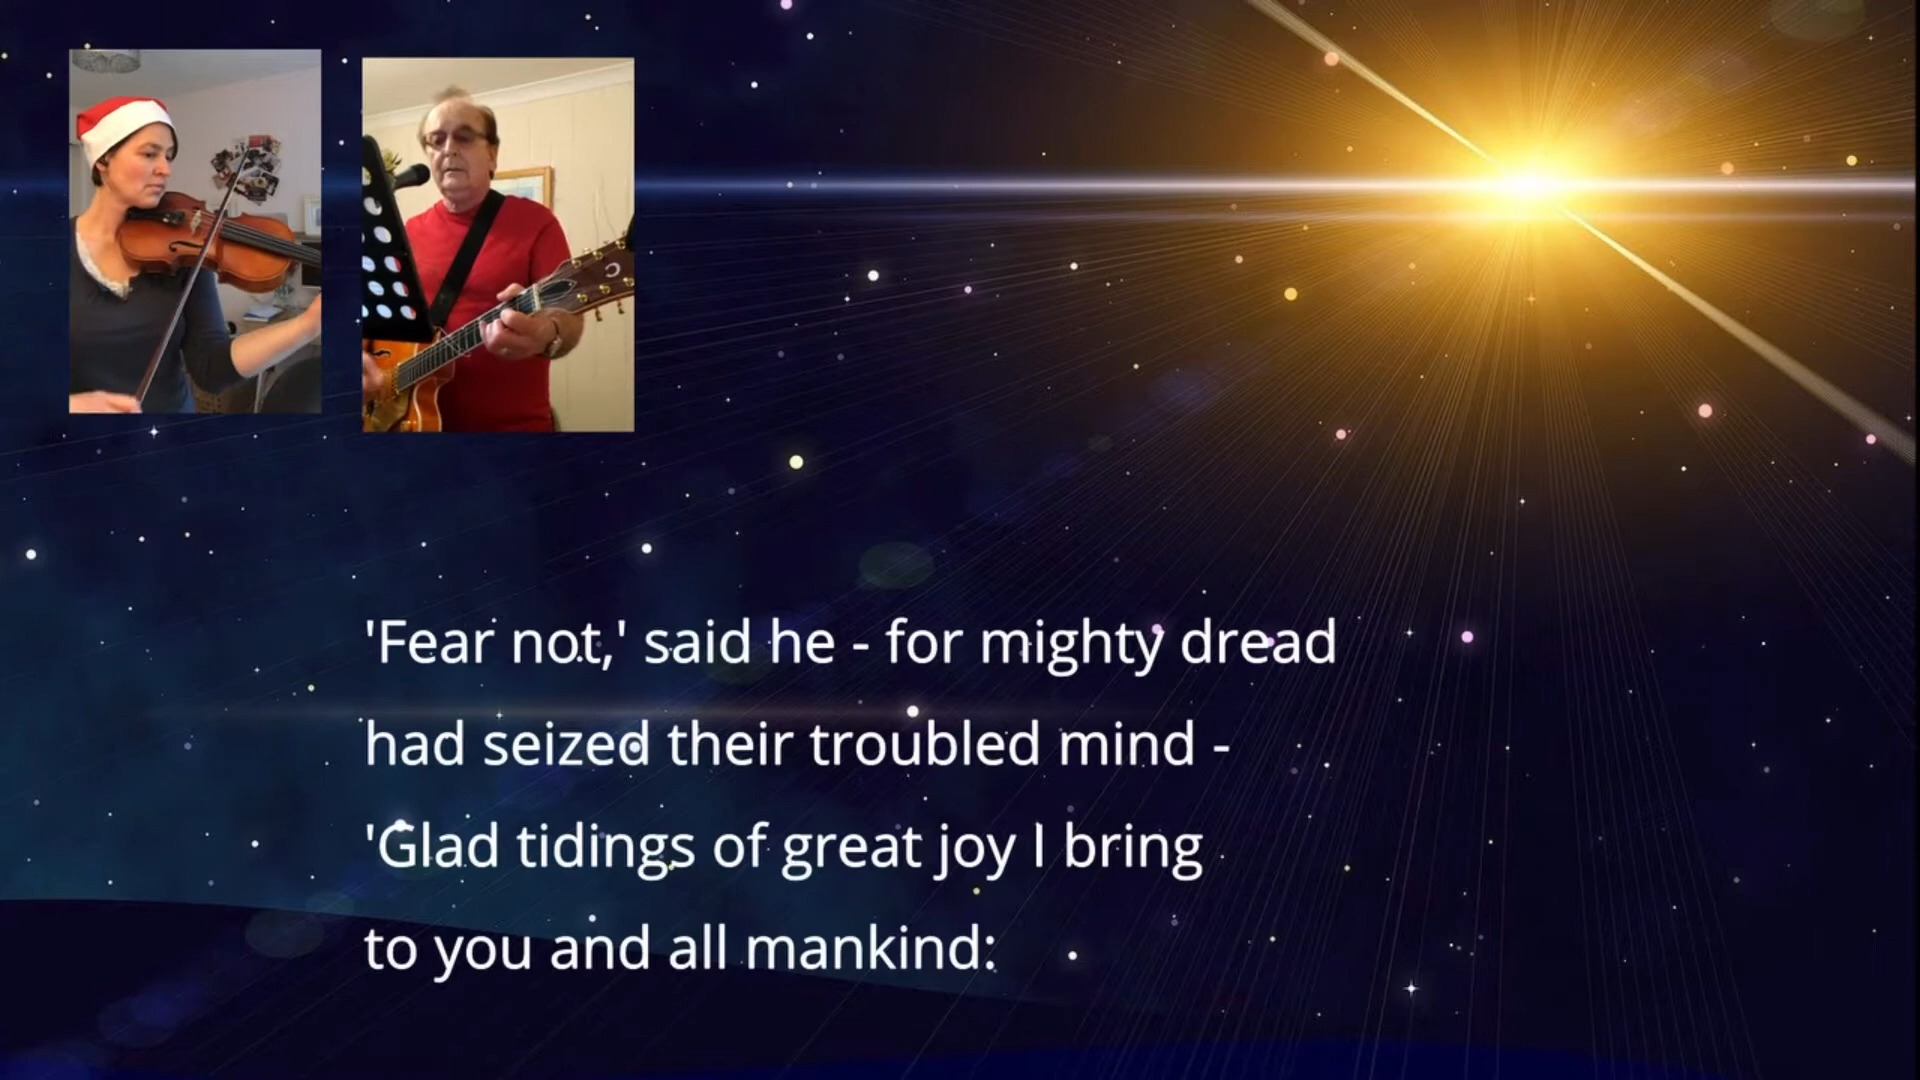 'Fear not,' said he - for mighty dread
had seized their troubled mind -
'Glad tidings of great joy I bring
to you and all mankind: